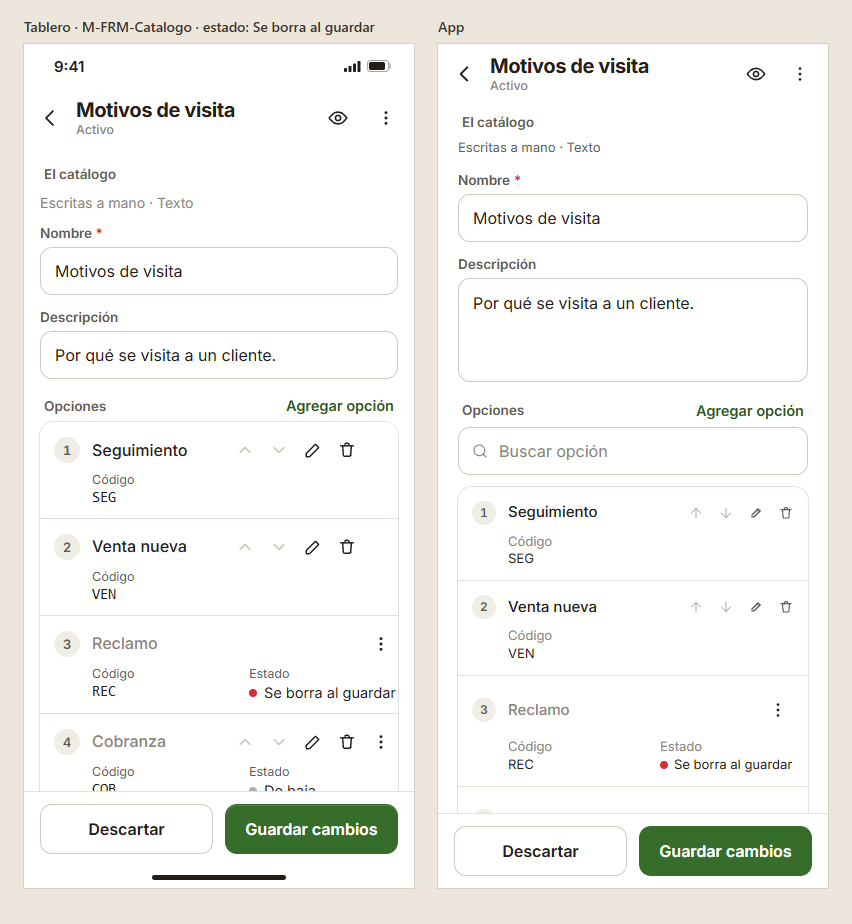 Tablero · M-FRM-Catalogo · estado: Se borra al guardar
9:41
Motivos de visita
Activo
El catálogo
Escritas a mano · Texto
Nombre *
Motivos de visita
Descripción
Por qué se visita a un cliente.
Opciones Agregar opción
1 Seguimiento
Código
SEG
2 Venta nueva
Código
VEN
3 Reclamo
Código Estado
REC Se borra al guardar
4 Cobranza
Código Estado
COB De baja
Descartar Guardar cambios
App
Motivos de visita
Activo
El catálogo
Escritas a mano · Texto
Nombre *
Motivos de visita
Descripción
Por qué se visita a un cliente.
Opciones Agregar opción
Buscar opción
1 Seguimiento
Código
SEG
2 Venta nueva
Código
VEN
3 Reclamo
Código Estado
REC Se borra al guardar
Descartar Guardar cambios